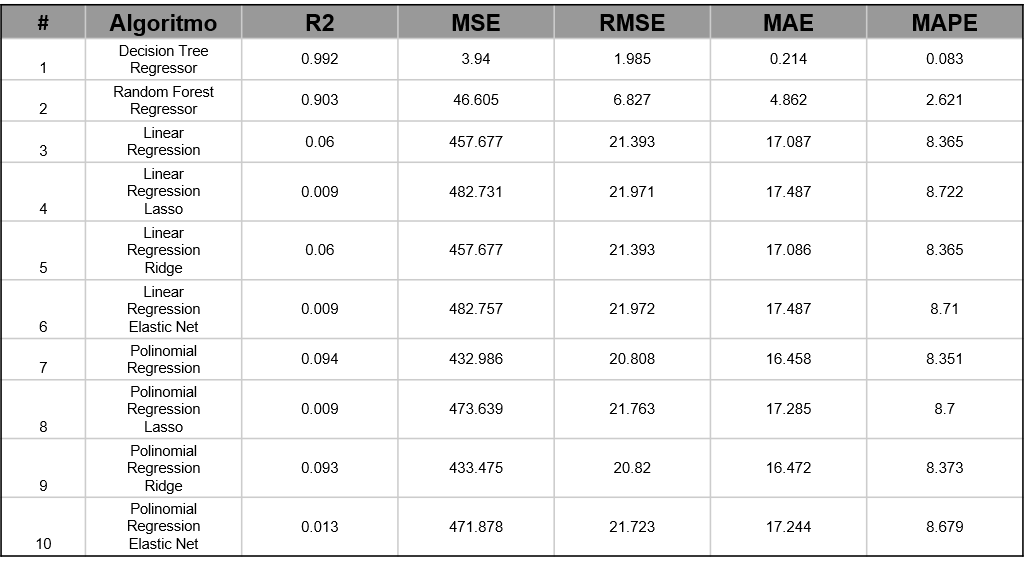 # Algoritmo R2 MSE RMSE MAE MAPE
1 Decision Tree Regressor 0.992 3.94 1.985 0.214 0.083
2 Random Forest Regressor 0.903 46.605 6.827 4.862 2.621
3 Linear Regression 0.06 457.677 21.393 17.087 8.365
4 Linear Regression Lasso 0.009 482.731 21.971 17.487 8.722
5 Linear Regression Ridge 0.06 457.677 21.393 17.086 8.365
6 Linear Regression Elastic Net 0.009 482.757 21.972 17.487 8.71
7 Polinomial Regression 0.094 432.986 20.808 16.458 8.351
8 Polinomial Regression Lasso 0.009 473.639 21.763 17.285 8.7
9 Polinomial Regression Ridge 0.093 433.475 20.82 16.472 8.373
10 Polinomial Regression Elastic Net 0.013 471.878 21.723 17.244 8.679